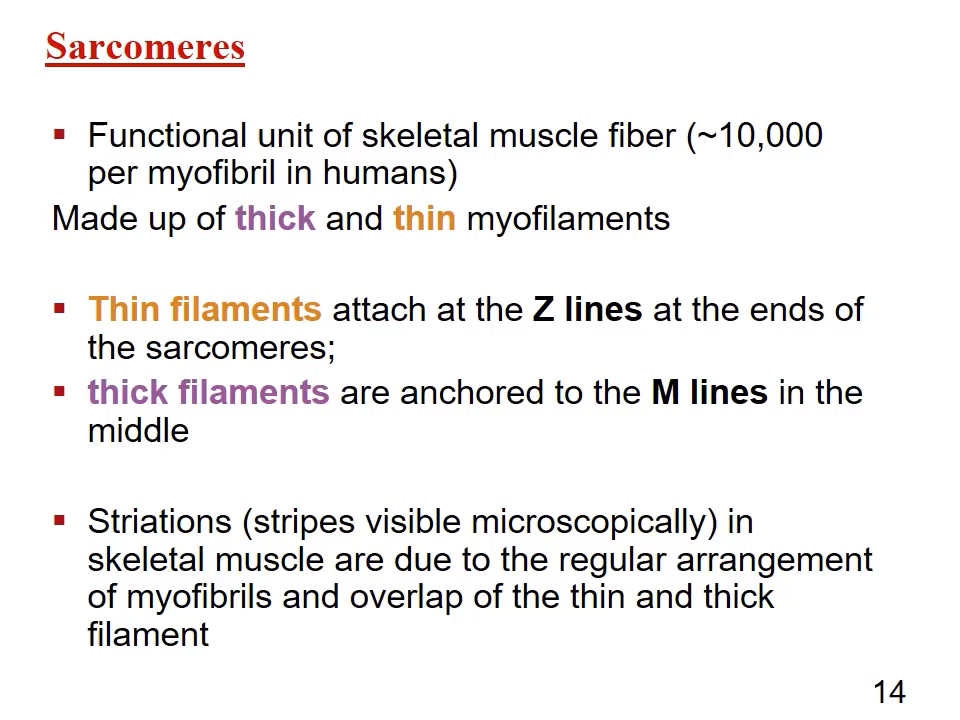 Sarcomeres
▪ Functional unit of skeletal muscle fiber (~10,000
per myofibril in humans)
Made up of thick and thin myofilaments
▪ Thin filaments attach at the Z lines at the ends of
the sarcomeres;
▪ thick filaments are anchored to the M lines in the
middle
▪ Striations (stripes visible microscopically) in
skeletal muscle are due to the regular arrangement
of myofibrils and overlap of the thin and thick
filament
14